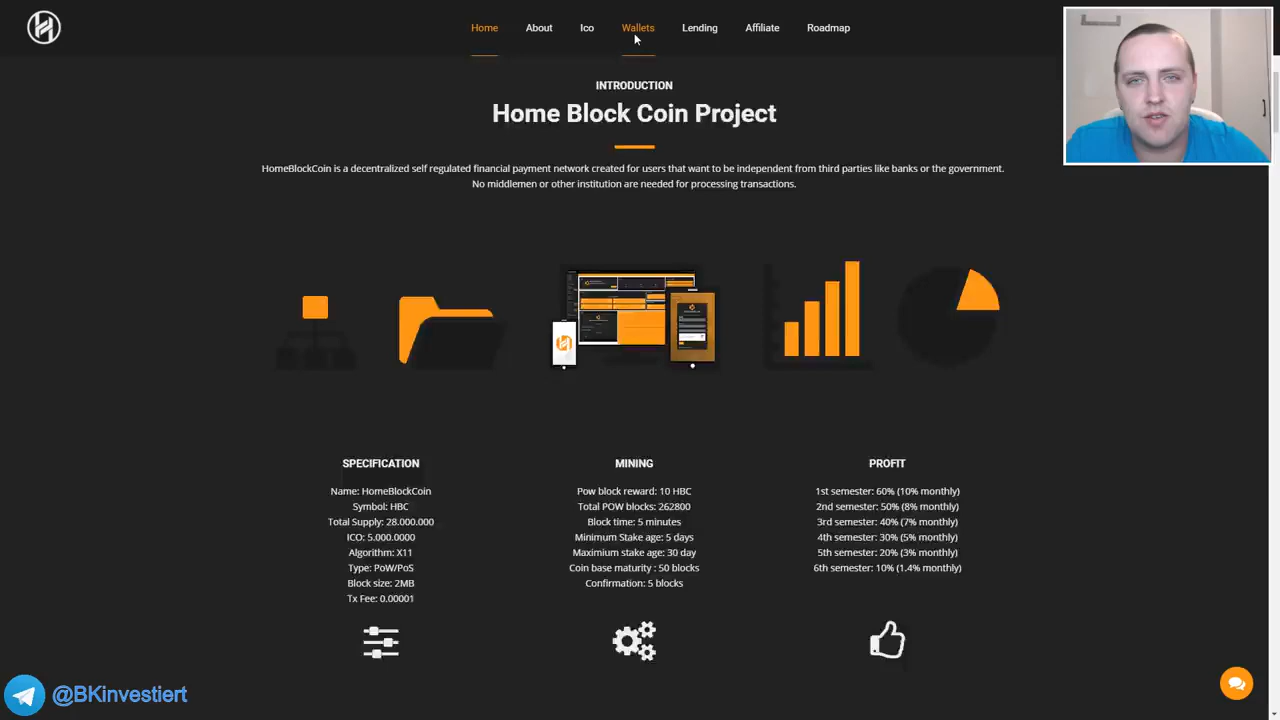 Home About Ico Wallets Lending Affiliate Roadmap
INTRODUCTION
Home Block Coin Project
HomeBlockCoin is a decentralized self regulated financial payment network created for users that want to be independent from third parties like banks or the government.
No middlemen or other institution are needed for processing transactions.
SPECIFICATION
Name: HomeBlockCoin
Symbol: HBC
Total Supply: 28.000.000
ICO: 5.000.0000
Algorithm: X11
Type: PoW/PoS
Block size: 2MB
Tx Fee: 0.00001
MINING
Pow block reward: 10 HBC
Total POW blocks: 262800
Block time: 5 minutes
Minimum Stake age: 5 days
Maximium stake age: 30 day
Coin base maturity : 50 blocks
Confirmation: 5 blocks
PROFIT
1st semester: 60% (10% monthly)
2nd semester: 50% (8% monthly)
3rd semester: 40% (7% monthly)
4th semester: 30% (5% monthly)
5th semester: 20% (3% monthly)
6th semester: 10% (1.4% monthly)
@BKinvestiert